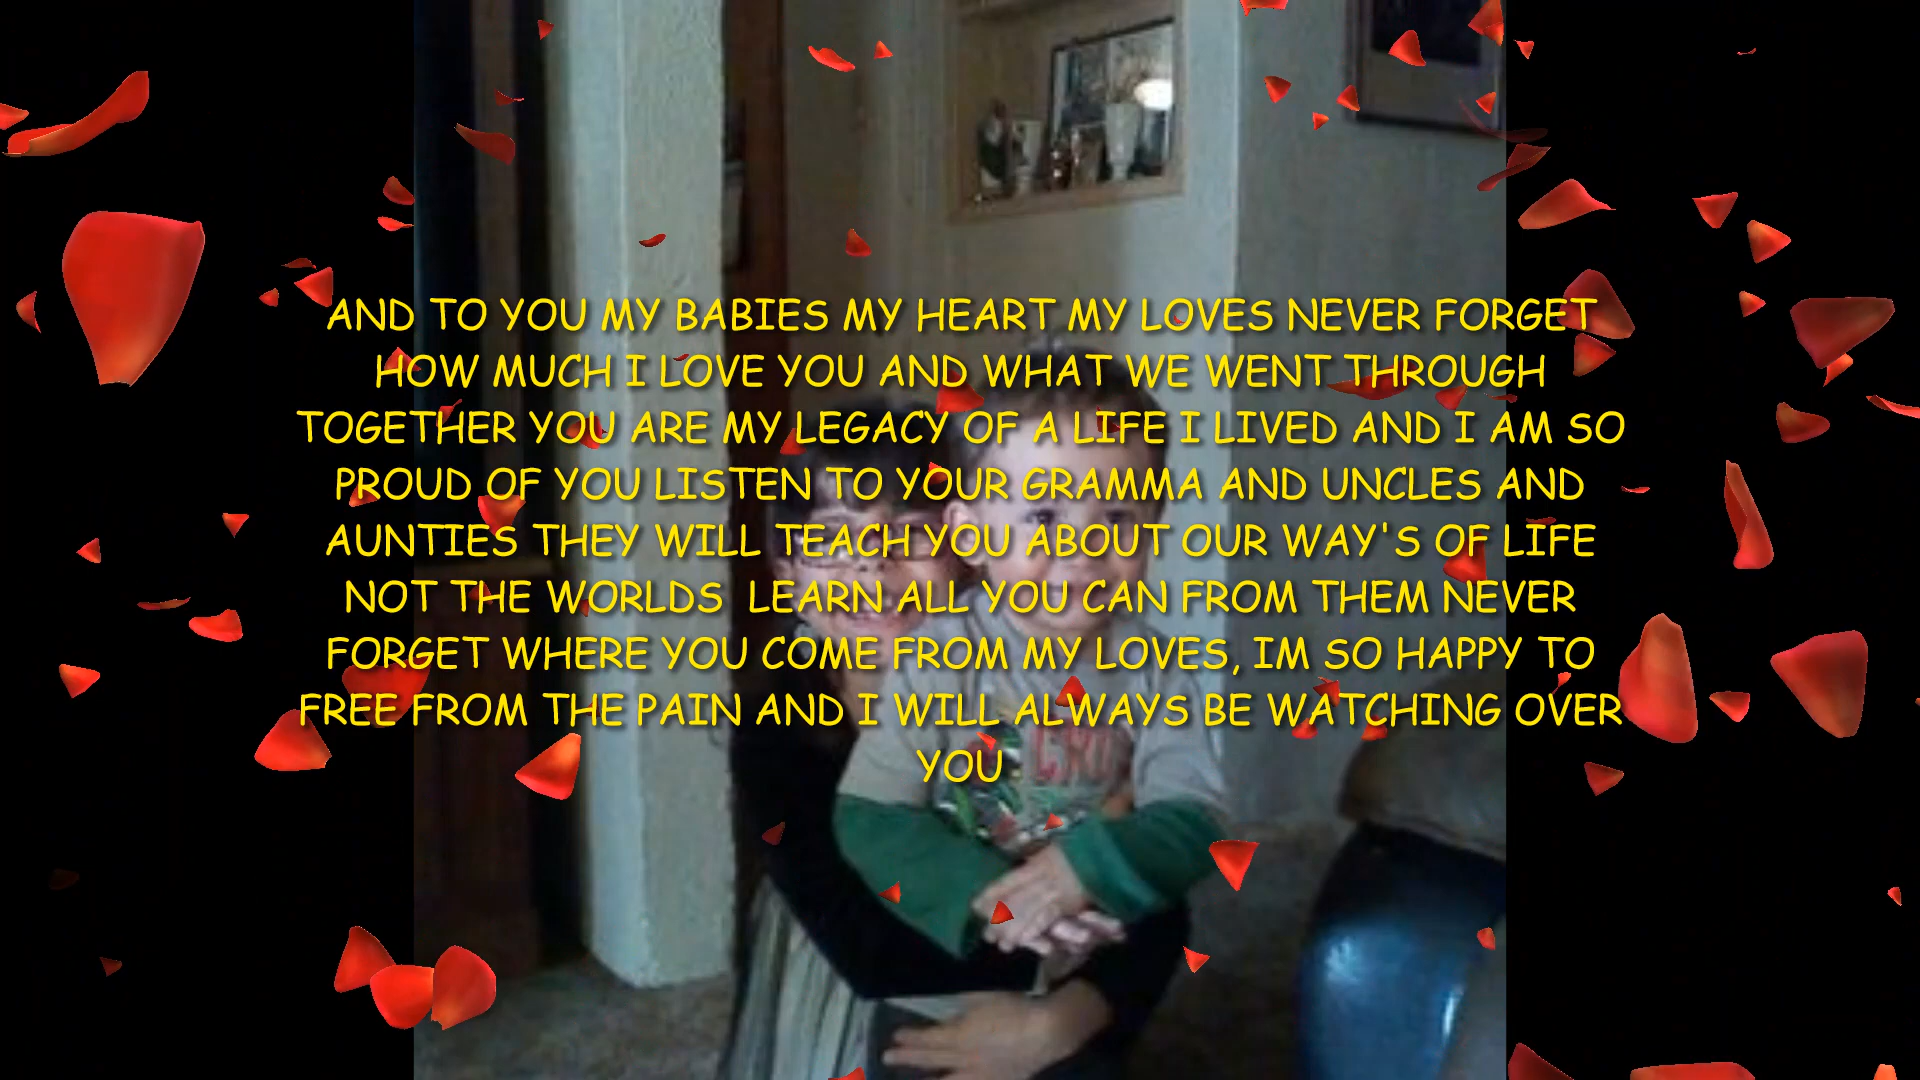 AND TO YOU MY BABIES MY HEART MY LOVES NEVER FORGET
HOW MUCH I LOVE YOU AND WHAT WE WENT THROUGH
TOGETHER YOU ARE MY LEGACY OF A LIFE I LIVED AND I AM SO
PROUD OF YOU LISTEN TO YOUR GRAMMA AND UNCLES AND
AUNTIES THEY WILL TEACH YOU ABOUT OUR WAY'S OF LIFE
NOT THE WORLDS  LEARN ALL YOU CAN FROM THEM NEVER
FORGET WHERE YOU COME FROM MY LOVES, IM SO HAPPY TO
FREE FROM THE PAIN AND I WILL ALWAYS BE WATCHING OVER
YOU